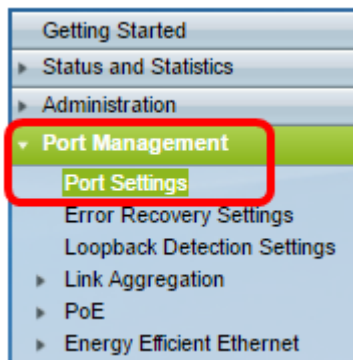 Getting Started
Status and Statistics
Administration
Port Management
Port Settings
Error Recovery Settings
Loopback Detection Settings
Link Aggregation
PoE
Energy Efficient Ethernet